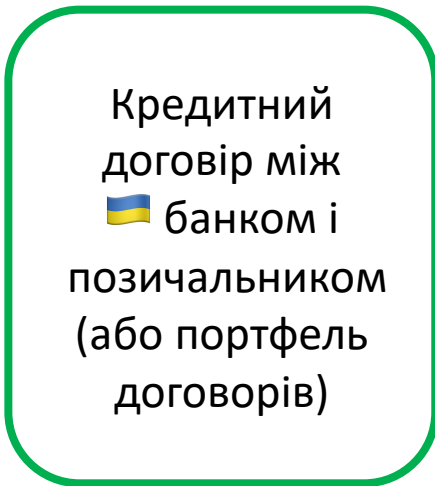 Кредитний
договір між
🇺🇦 банком і
позичальником
(або портфель
договорів)